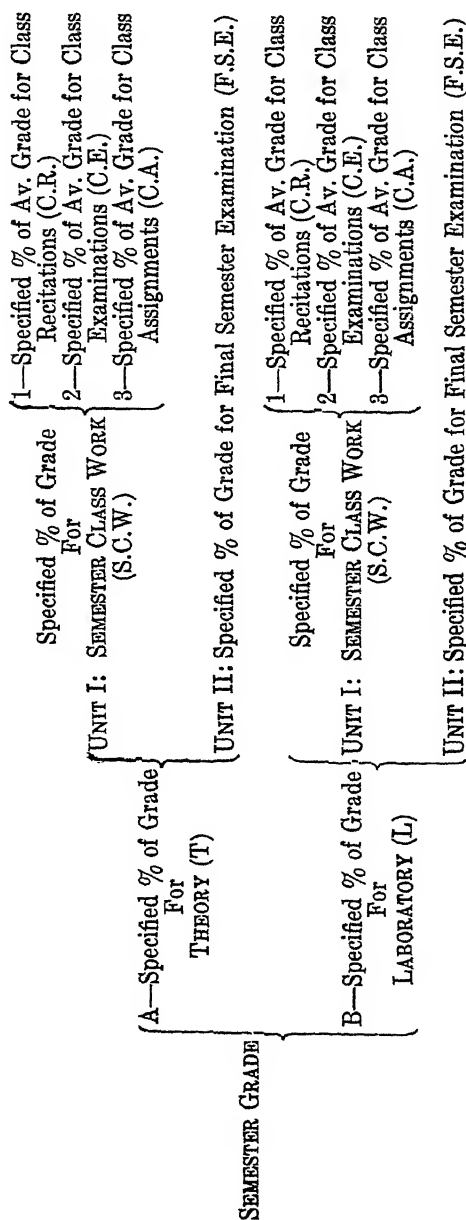 SEMESTER GRADE
A—Specified % of Grade
For
THEORY (T)
Specified % of Grade
For
UNIT I: SEMESTER CLASS WORK
(S.C.W.)
1—Specified % of Av. Grade for Class
Recitations (C.R.)
2—Specified % of Av. Grade for Class
Examinations (C.E.)
3—Specified % of Av. Grade for Class
Assignments (C.A.)
UNIT II: Specified % of Grade for Final Semester Examination (F.S.E.)
B—Specified % of Grade
For
LABORATORY (L)
Specified % of Grade
For
UNIT I: SEMESTER CLASS WORK
(S.C.W.)
1—Specified % of Av. Grade for Class
Recitations (C.R.)
2—Specified % of Av. Grade for Class
Examinations (C.E.)
3—Specified % of Av. Grade for Class
Assignments (C.A.)
UNIT II: Specified % of Grade for Final Semester Examination (F.S.E.)